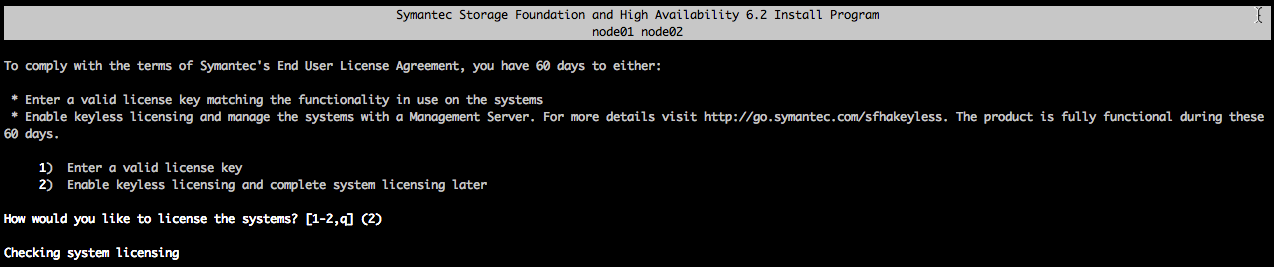 Symantec Storage Foundation and High Availability 6.2 Install Program
node01 node02
To comply with the terms of Symantec's End User License Agreement, you have 60 days to either:
* Enter a valid license key matching the functionality in use on the systems
* Enable keyless licensing and manage the systems with a Management Server. For more details visit http://go.symantec.com/sfhakeyless. The product is fully functional during these
60 days.
1)  Enter a valid license key
2)  Enable keyless licensing and complete system licensing later
How would you like to license the systems? [1-2,q] (2)
Checking system licensing